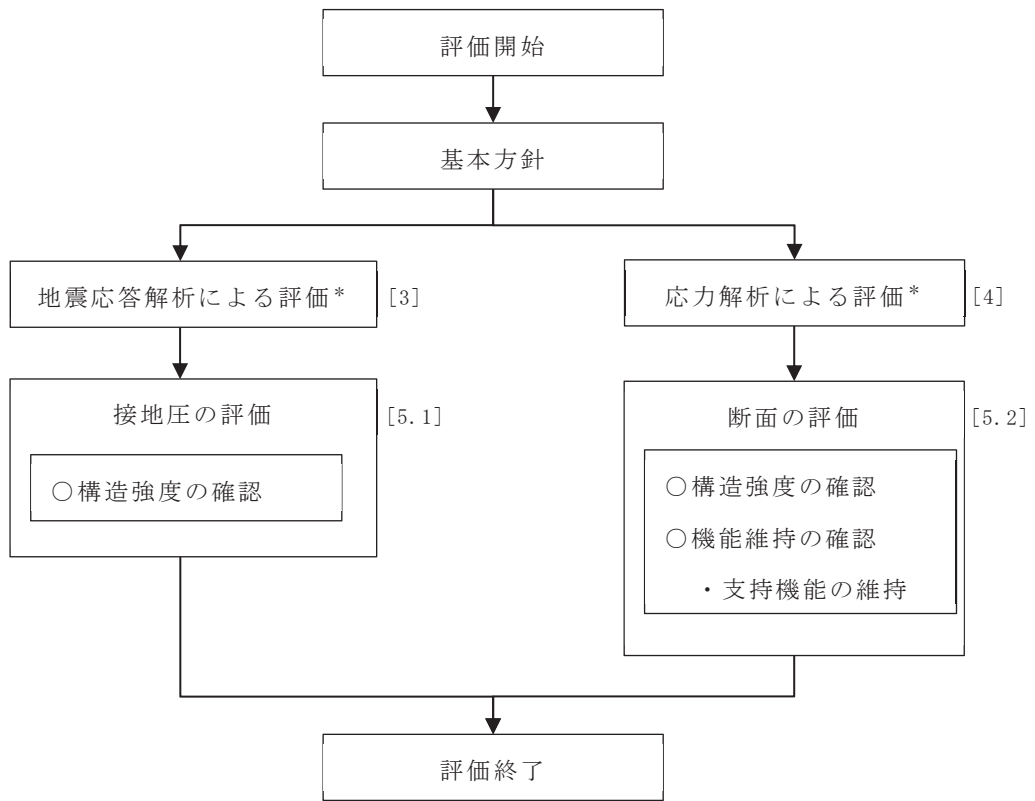 評価開始
基本方針
地震応答解析による評価* [3]
応力解析による評価* [4]
接地圧の評価 [5.1]
○構造強度の確認
断面の評価 [5.2]
○構造強度の確認
○機能維持の確認
・支持機能の維持
評価終了